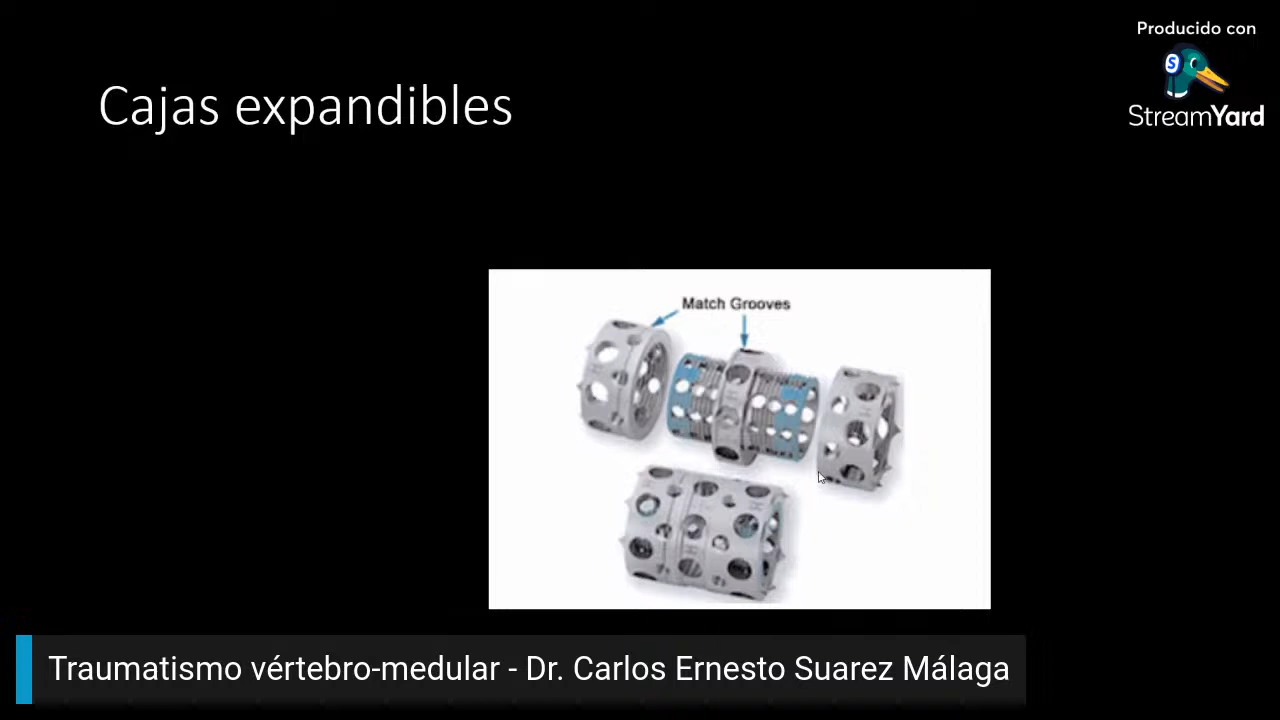 Producido con
StreamYard
Cajas expandibles
Match Grooves
Traumatismo vértebro-medular - Dr. Carlos Ernesto Suarez Málaga